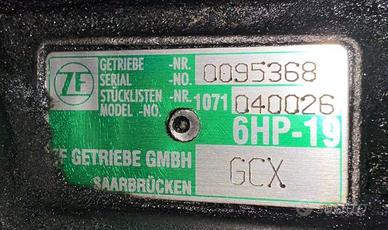 ZF
GETRIEBE -NR.
SERIAL -NO. 0095368
STÜCKLISTEN -NR. 1071 040026
MODEL -NO.
6HP-19
ZF GETRIEBE GMBH
SAARBRÜCKEN GCX